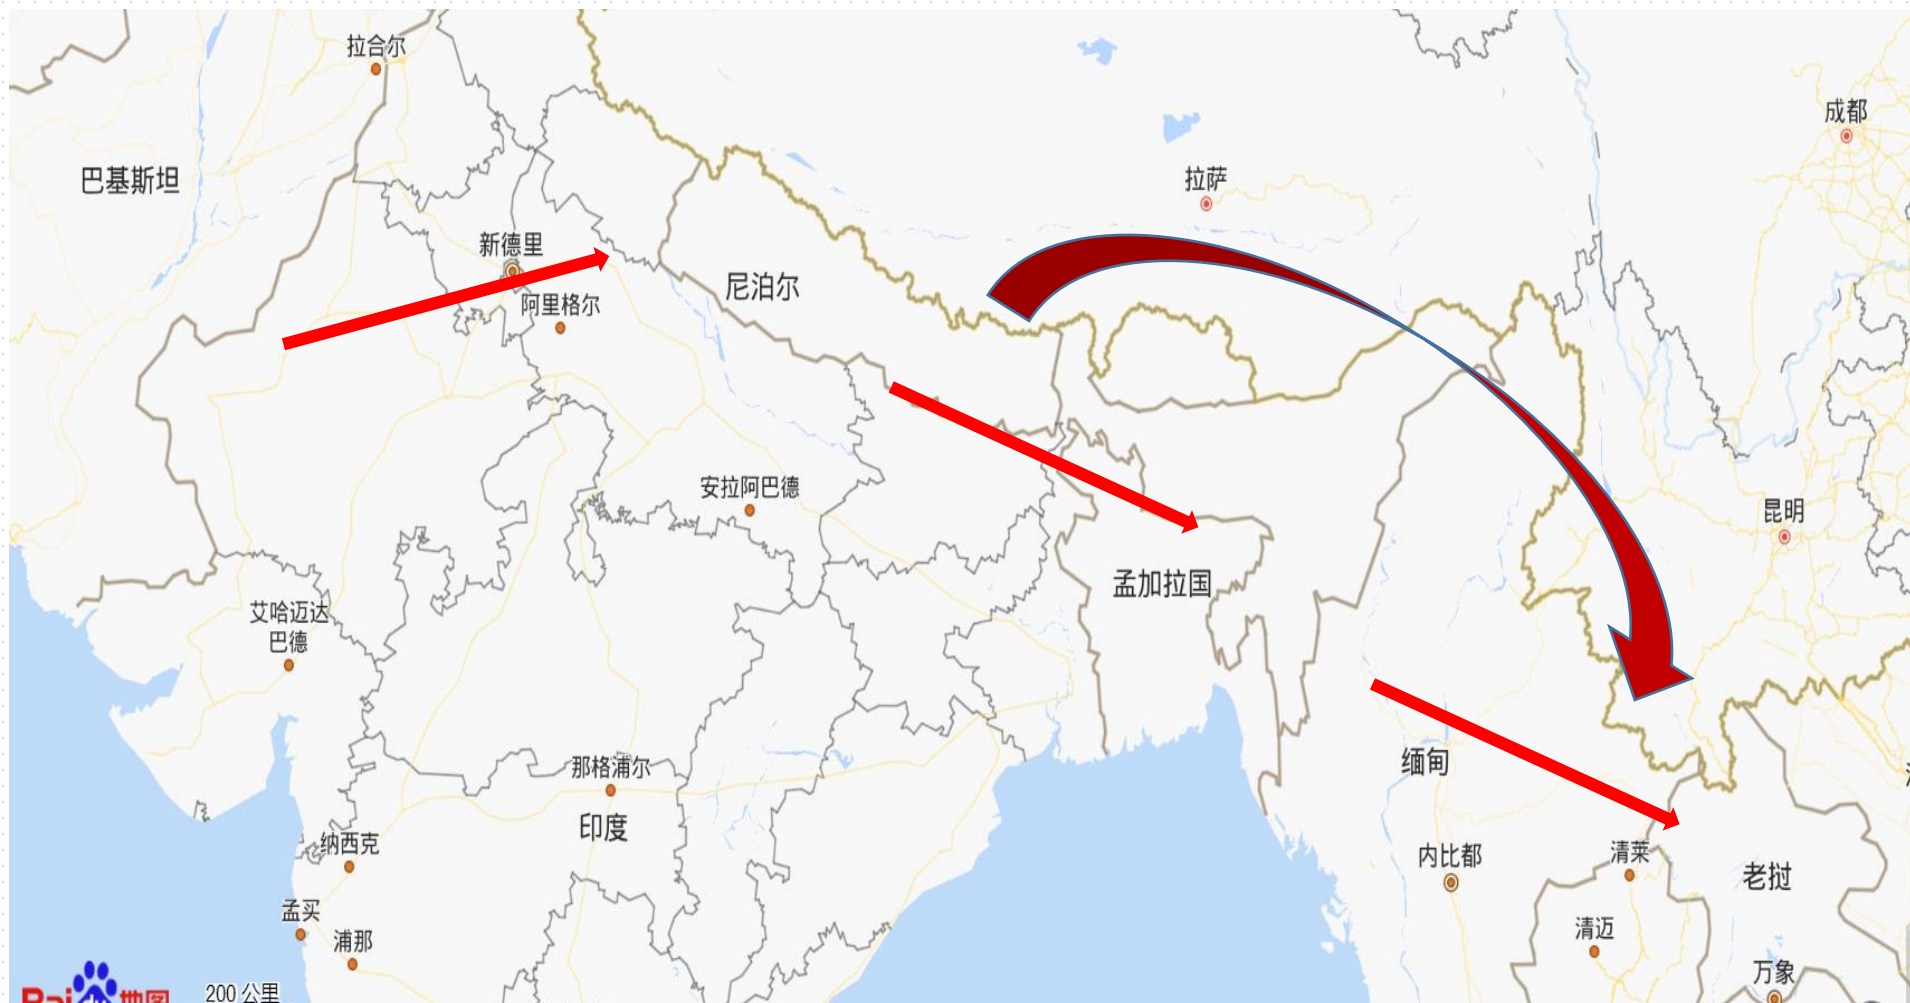 拉合尔
成都
巴基斯坦
拉萨
新德里
尼泊尔
阿里格尔
安拉阿巴德
昆明
孟加拉国
艾哈迈达
巴德
缅甸
那格浦尔
印度
纳西克
内比都
清莱
老挝
孟买
清迈
浦那
万象
Bai 地图
200 公里